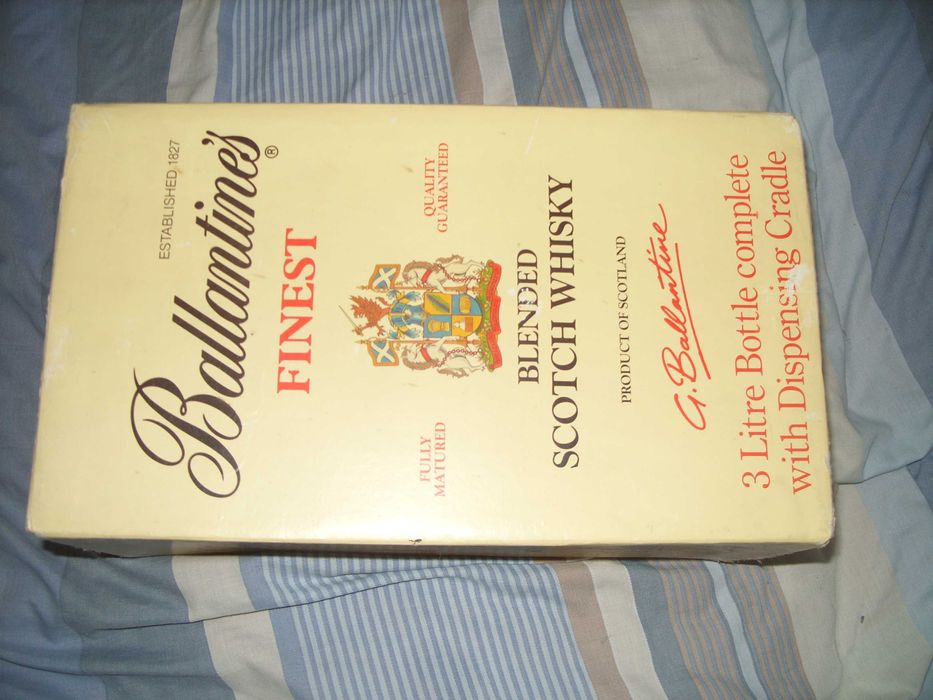 ESTABLISHED 1827
Ballantine's ®
FINEST
FULLY
MATURED
QUALITY
GUARANTEED
BLENDED
SCOTCH WHISKY
PRODUCT OF SCOTLAND
G. Ballantine
3 Litre Bottle complete
with Dispensing Cradle